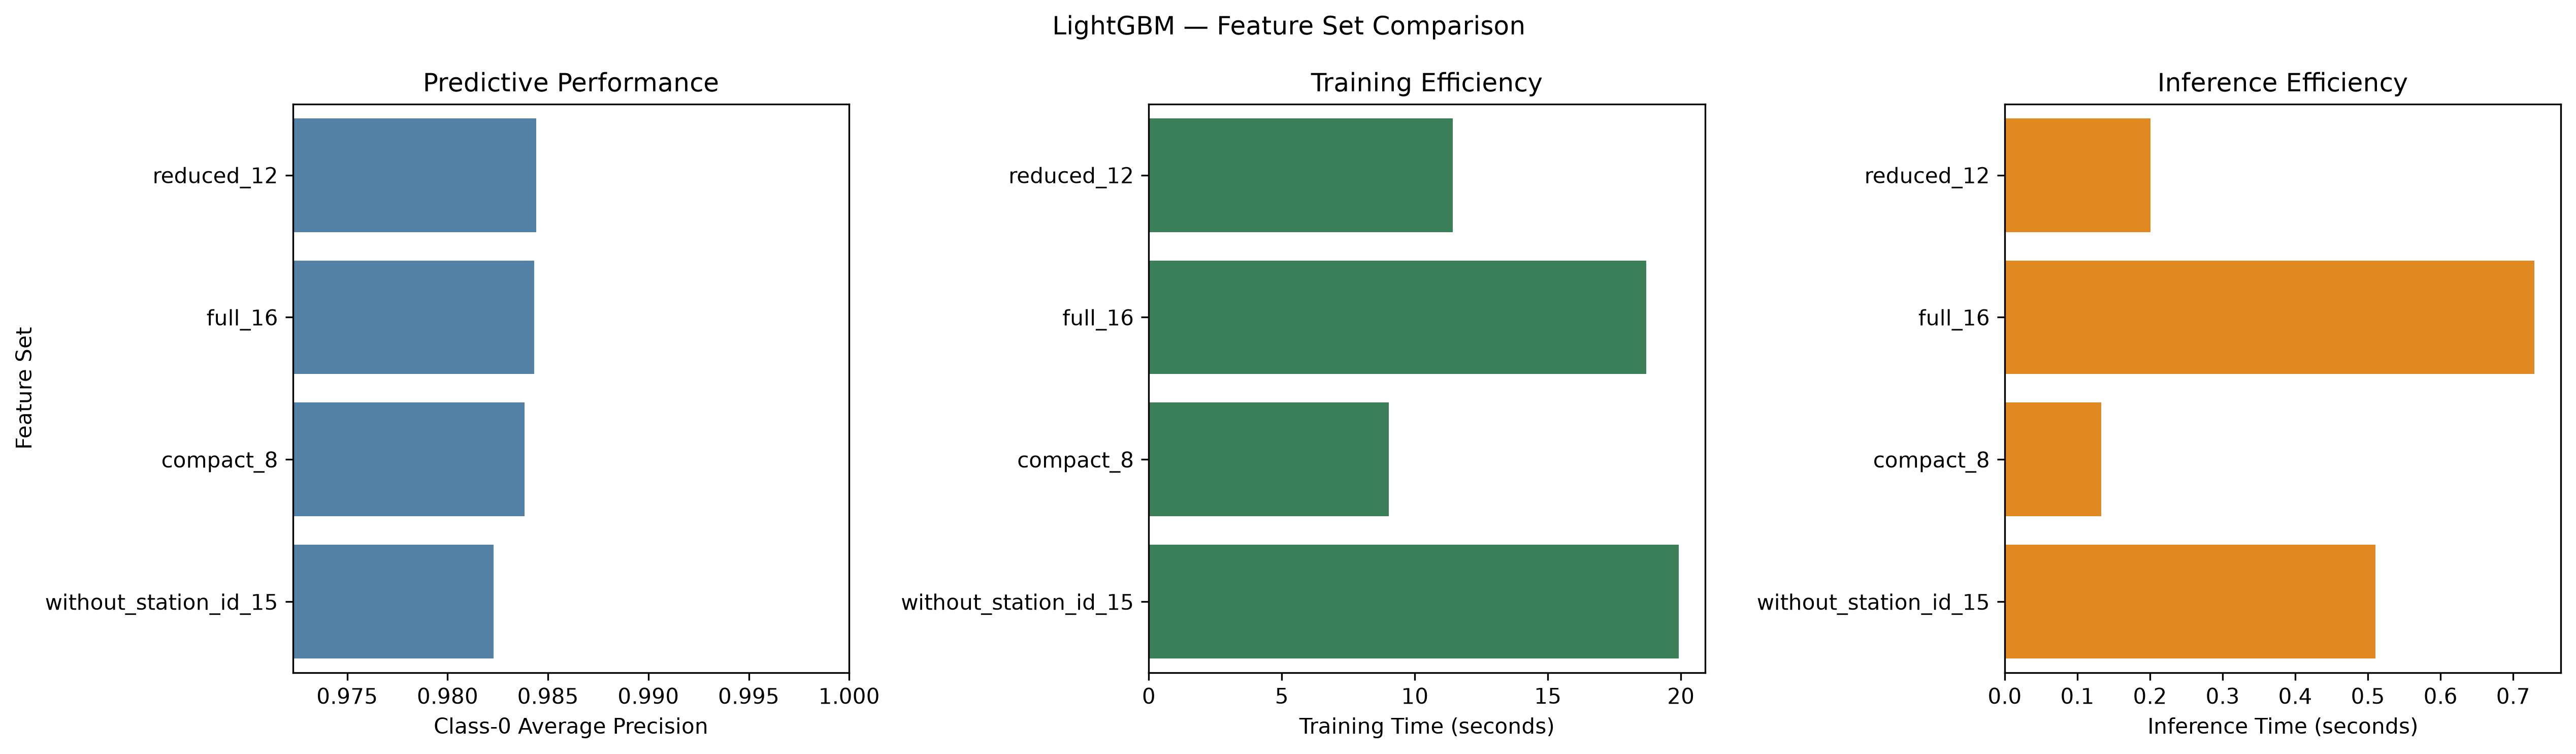 LightGBM — Feature Set Comparison
Predictive Performance
Feature Set
reduced_12
full_16
compact_8
without_station_id_15
0.975 0.980 0.985 0.990 0.995 1.000
Class-0 Average Precision
Training Efficiency
reduced_12
full_16
compact_8
without_station_id_15
0 5 10 15 20
Training Time (seconds)
Inference Efficiency
reduced_12
full_16
compact_8
without_station_id_15
0.0 0.1 0.2 0.3 0.4 0.5 0.6 0.7
Inference Time (seconds)